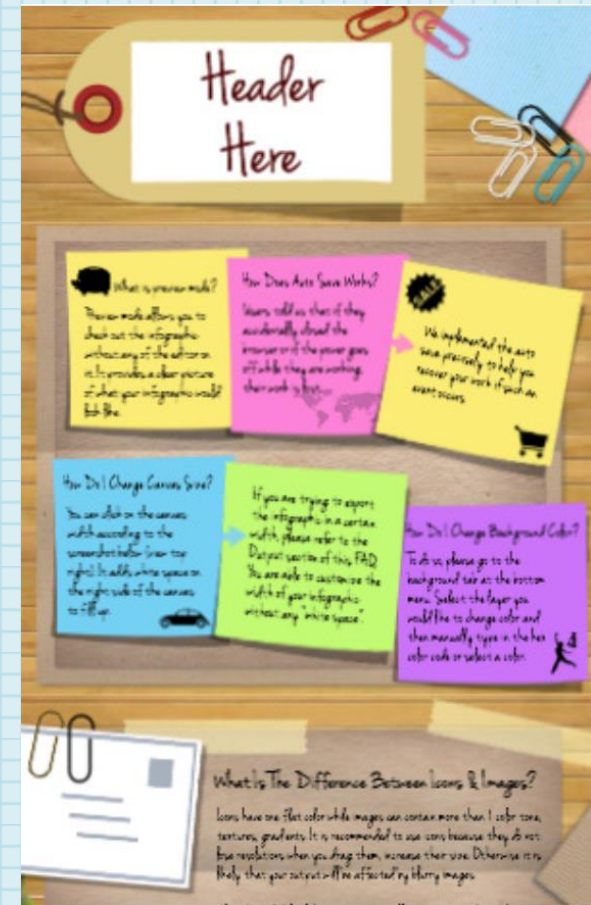 Header
Here
What is preview mode?
Preview mode allows you to
check out the infographic
without any of the editor on
it. It provides a clear picture
of what your infographic would
look like.
How Does Auto Save Works?
Users told us that if they
accidentally closed the
browser or if the power goes
off while they are working,
their work is lost.
SALE
We implemented the auto
save precisely to help you
recover your work if such an
event occurs.
How Do I Change Canvas Size?
You can click on the canvas
width according to the
screenshot below (view top
right). It adds white space on
the right side of the canvas
to fill up.
If you are trying to export
the infographic in a certain
width, please refer to the
Output section of this FAQ.
You are able to customize the
width of your infographic
without any "white space".
How Do I Change Background Color?
To do so, please go to the
background tab at the bottom
menu. Select the layer you
would like to change color and
then manually type in the hex
color code or select a color.
What Is The Difference Between Icons & Images?
Icons have one flat color while images can contain more than 1 color tone,
textures, gradients. It is recommended to use icons because they do not
lose resolutions when you drag them, increase their size. Otherwise it is
likely that your output will be affected by blurry images.